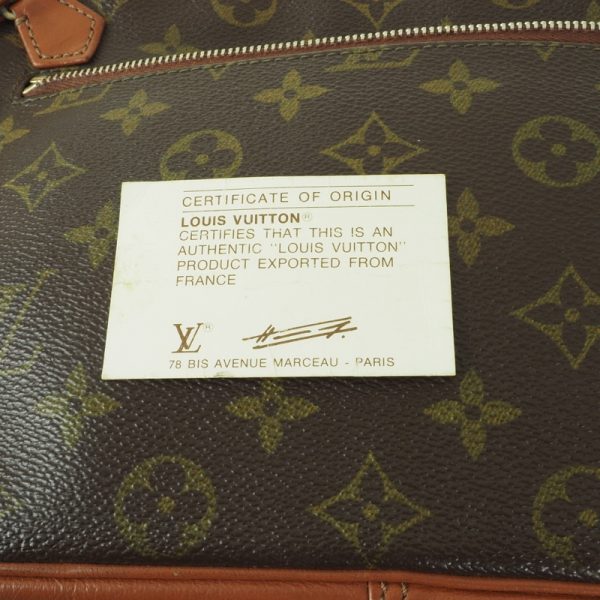 CERTIFICATE OF ORIGIN
LOUIS VUITTON®
CERTIFIES THAT THIS IS AN
AUTHENTIC "LOUIS VUITTON"
PRODUCT EXPORTED FROM
FRANCE
LV®
78 BIS AVENUE MARCEAU - PARIS